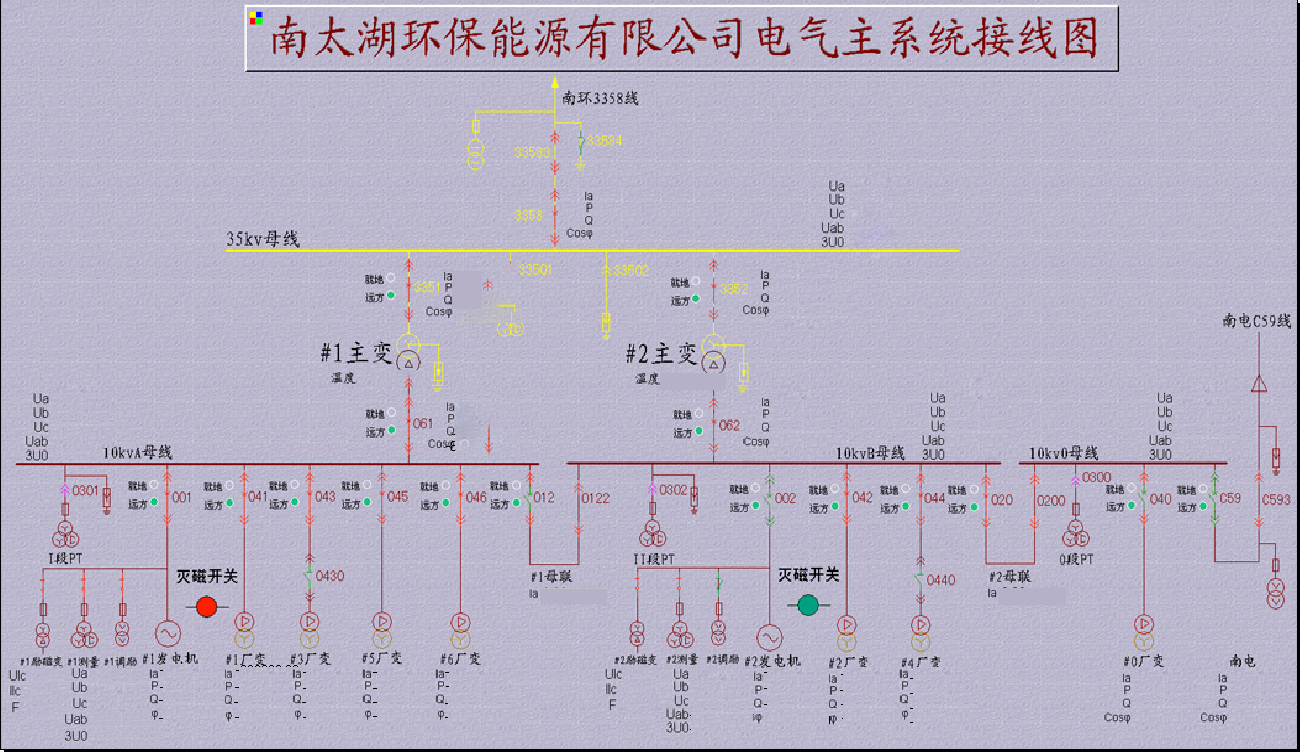 南太湖环保能源有限公司电气主系统接线图
南环3358线
33584
33583
Ia
P
Q
Cosφ
3358
Ua
Ub
Uc
Uab
3U0
35kv母线
33501
33502
就地
远方
3351
Ia
P
Q
Cosφ
就地
远方
3352
Ia
P
Q
Cosφ
南电C59线
#1主变
温度
#2主变
温度
就地
远方
061
Ia
P
Q
Cosφ
就地
远方
062
Ia
P
Q
Cosφ
Ua
Ub
Uc
Uab
3U0
10kvA母线
10kvB母线
Ua
Ub
Uc
Uab
3U0
10kv0母线
Ua
Ub
Uc
Uab
3U0
0301
就地
远方
001
就地
远方
041
就地
远方
043
就地
远方
045
就地
远方
046
就地
远方
012
0122
0302
就地
远方
002
就地
远方
042
就地
远方
044
就地
远方
020
0200
0300
就地
远方
040
就地
远方
C59
C593
I段PT
II段PT
0段PT
灭磁开关
0430
#1母联
Ia
灭磁开关
0440
#2母联
Ia
#1励磁变
#1测量
#1调励
#1发电机
#1厂变
#3厂变
#5厂变
#6厂变
#2励磁变
#2测量
#2调励
#2发电机
#2厂变
#4厂变
#0厂变
南电
Ulc
Ilc
F
Ua
Ub
Uc
Uab
3U0
Ia
P
Q
φ
Ia
P
Q
φ
Ia
P
Q
φ
Ia
P
Q
φ
Ia
P
Q
φ
Ulc
Ilc
F
Ua
Ub
Uc
Uab
3U0
Ia
P
Q
φ
Ia
P
Q
φ
Ia
P
Q
φ
Ia
P
Q
Cosφ
Ia
P
Q
Cosφ